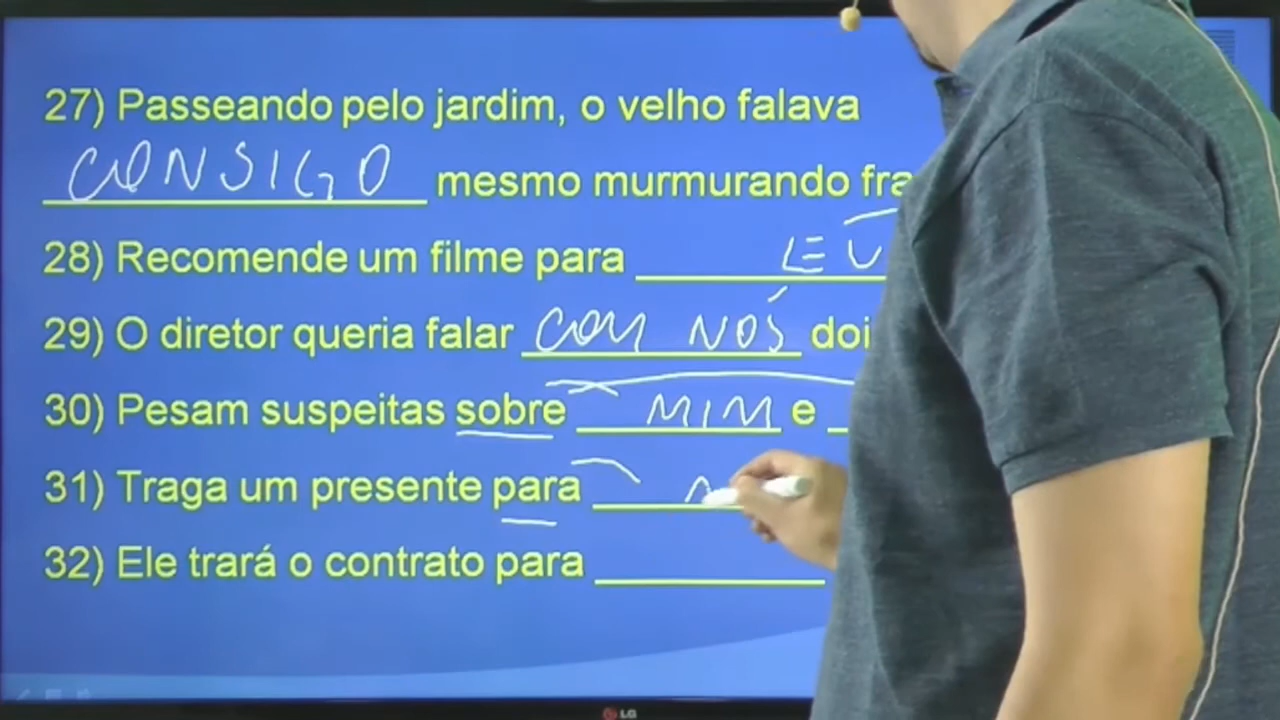 27) Passeando pelo jardim, o velho falava
CONSIGO mesmo murmurando fra
28) Recomende um filme para EU
29) O diretor queria falar COM NÓS doi
30) Pesam suspeitas sobre MIM e
31) Traga um presente para
32) Ele trará o contrato para
LG